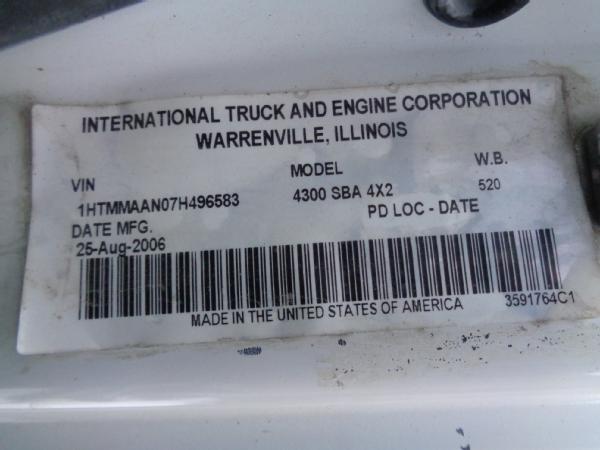 INTERNATIONAL TRUCK AND ENGINE CORPORATION
WARRENVILLE, ILLINOIS
VIN MODEL W.B.
1HTMMAAN07H496583 4300 SBA 4X2 520
DATE MFG. PD LOC - DATE
25-Aug-2006
MADE IN THE UNITED STATES OF AMERICA 3591764C1